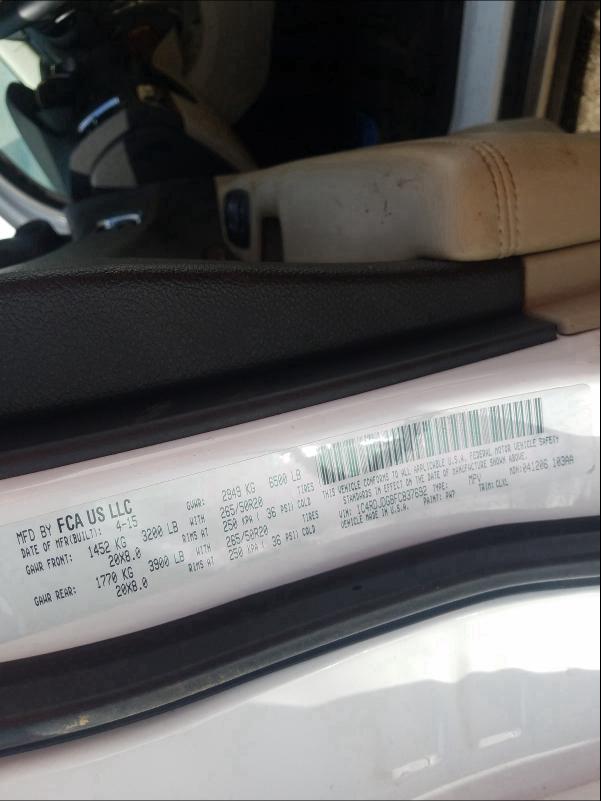 MFD BY FCA US LLC
DATE OF MFR(BUILT): 4-15
GVWR: 2949 KG 6500 LB
GAWR FRONT: 1452 KG 3200 LB WITH 265/50R20 TIRES
20X8.0 RIMS AT 250 KPA ( 36 PSI) COLD
GAWR REAR: 1770 KG 3900 LB WITH 265/50R20 TIRES
20X8.0 RIMS AT 250 KPA ( 36 PSI) COLD
THIS VEHICLE CONFORMS TO ALL APPLICABLE U.S.A. FEDERAL MOTOR VEHICLE SAFETY
STANDARDS IN EFFECT ON THE DATE OF MANUFACTURE SHOWN ABOVE.
VIN: TYPE: MPV MDH: 041206 103AA
MADE IN U.S.A. PAINT: PW7 TRIM: CLXL